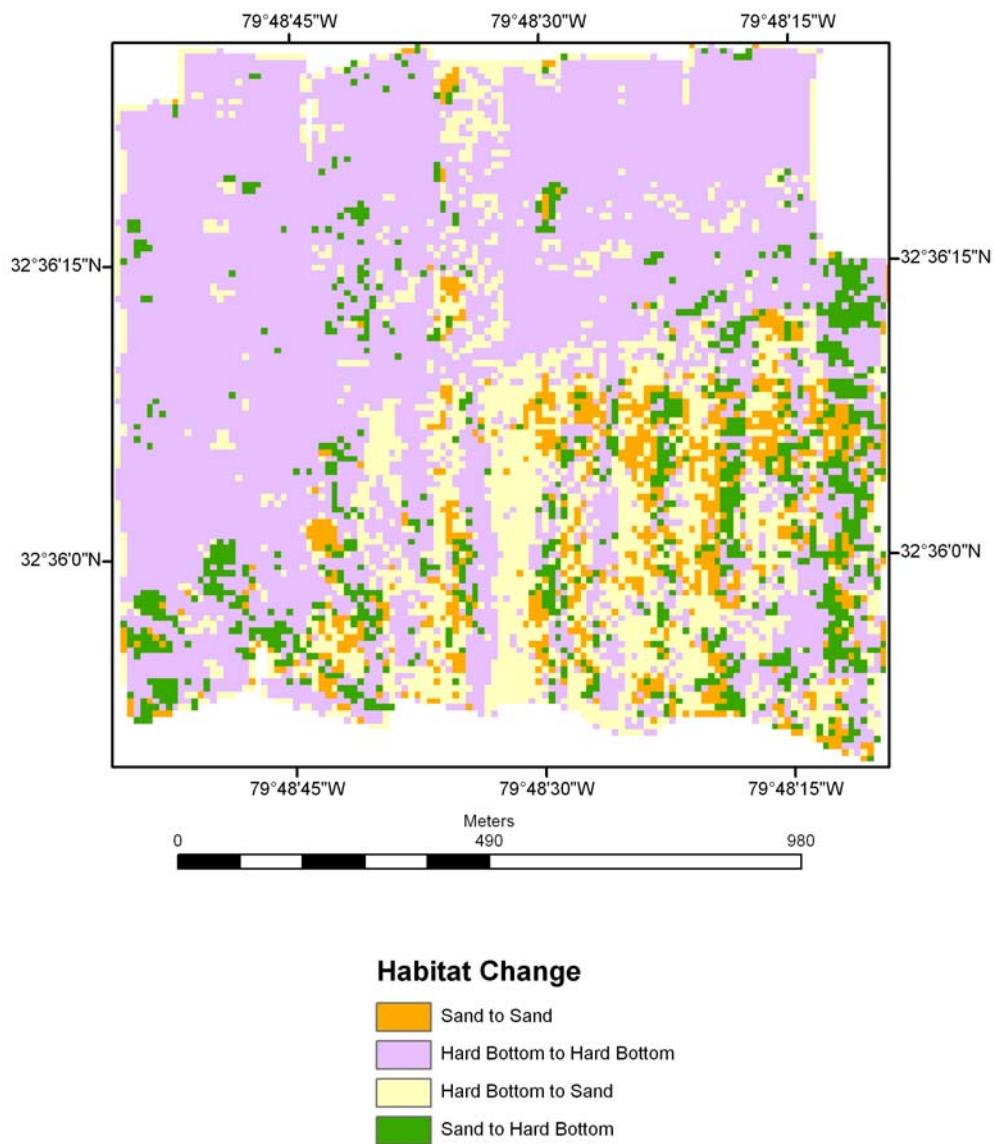 79°48'45"W 79°48'30"W 79°48'15"W
32°36'15"N 32°36'15"N
32°36'0"N 32°36'0"N
79°48'45"W 79°48'30"W 79°48'15"W
Meters
0 490 980
Habitat Change
Sand to Sand
Hard Bottom to Hard Bottom
Hard Bottom to Sand
Sand to Hard Bottom